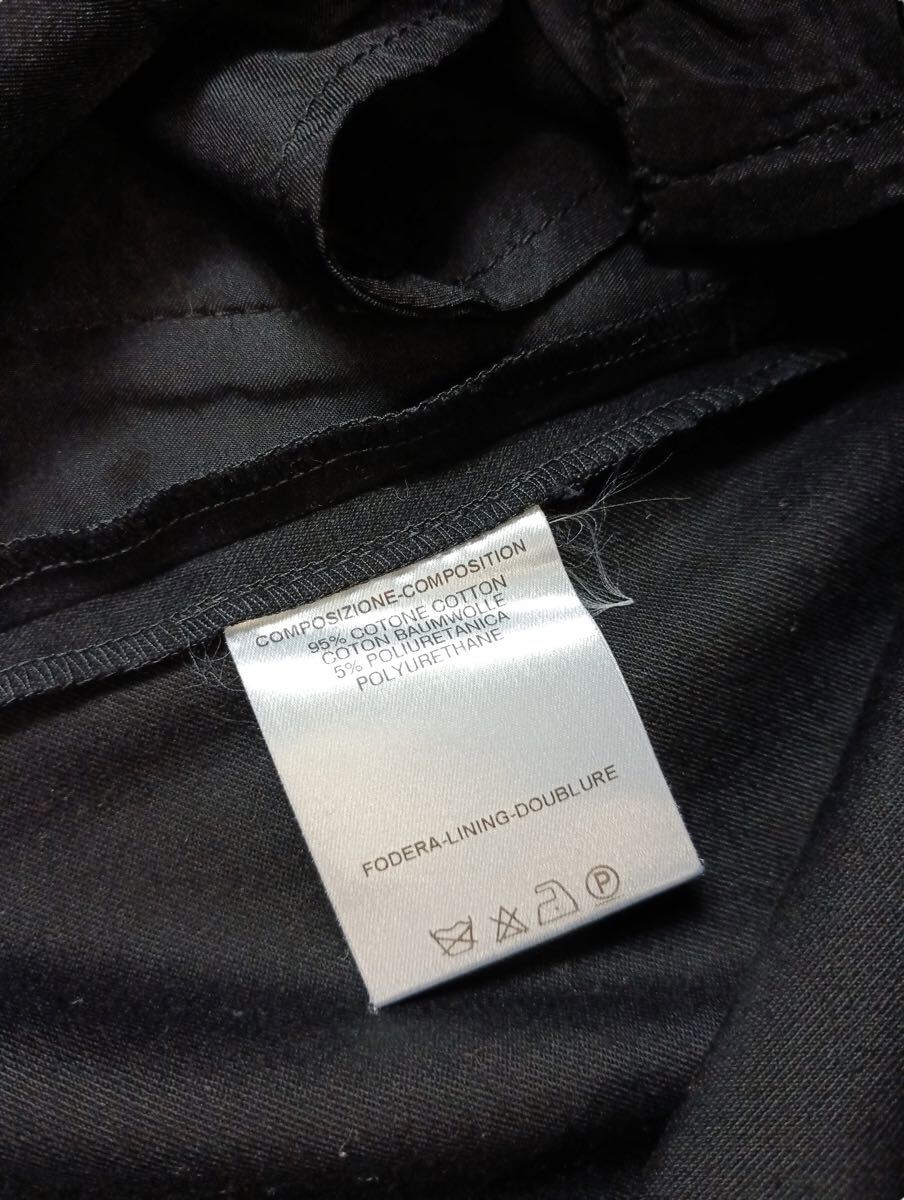 COMPOSIZIONE-COMPOSITION
95% COTONE COTTON
COTON BAUMWOLLE
5% POLIURETANICA
POLYURETHANE
FODERA-LINING-DOUBLURE
P